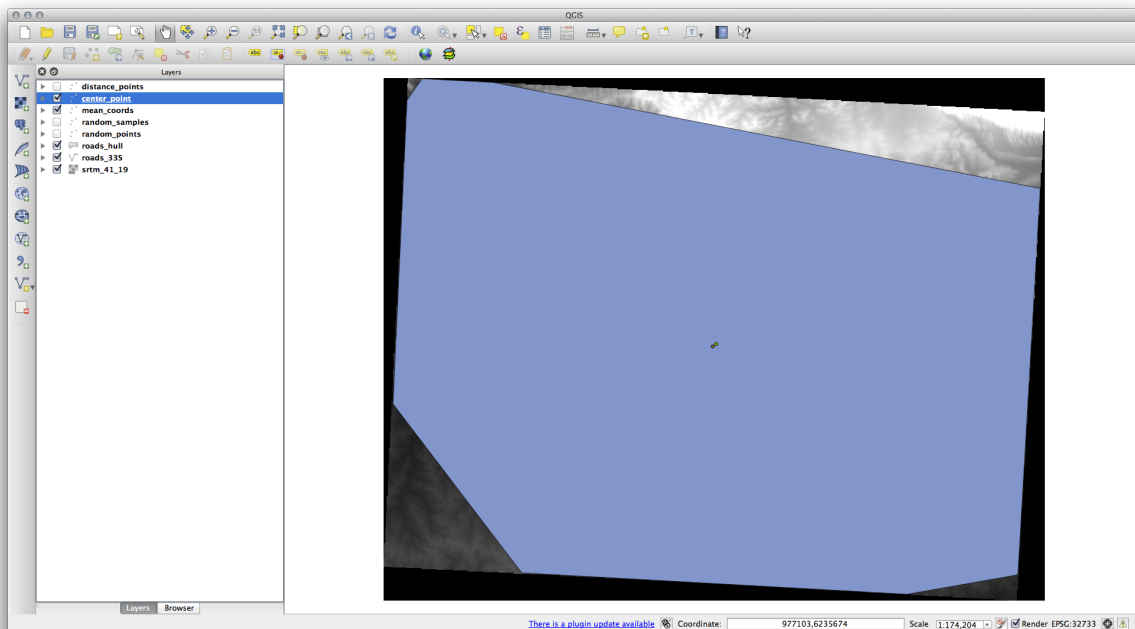 QGIS
Layers
distance_points
center_point
mean_coords
random_samples
random_points
roads_hull
roads_33S
srtm_41_19
Layers Browser
There is a plugin update available Coordinate: 977103,6235674 Scale 1:174,204 Render EPSG:32733